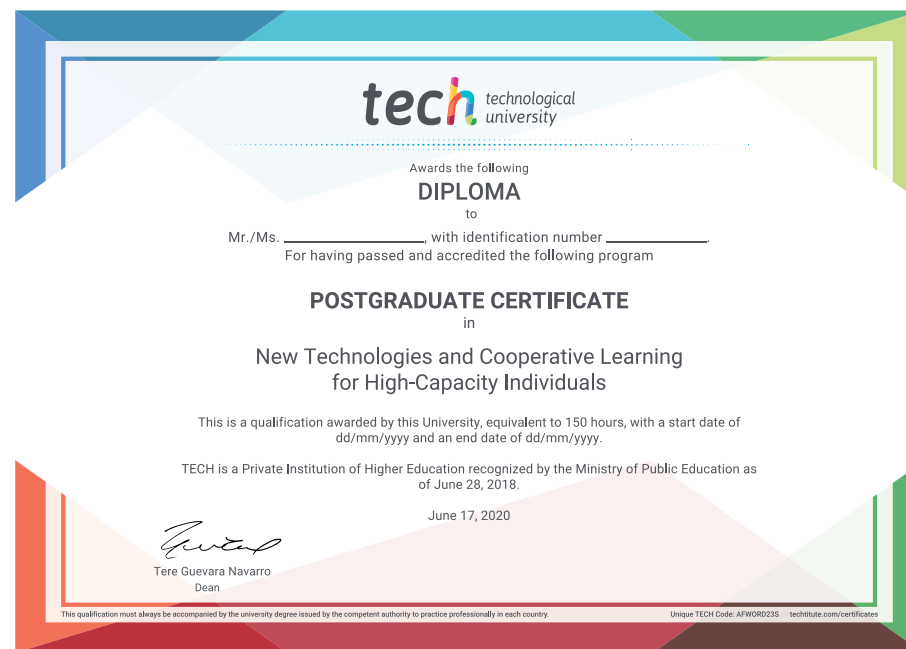 tech technological
university
Awards the following
DIPLOMA
to
Mr./Ms. ____________________, with identification number ______________.
For having passed and accredited the following program
POSTGRADUATE CERTIFICATE
in
New Technologies and Cooperative Learning
for High-Capacity Individuals
This is a qualification awarded by this University, equivalent to 150 hours, with a start date of
dd/mm/yyyy and an end date of dd/mm/yyyy.
TECH is a Private Institution of Higher Education recognized by the Ministry of Public Education as
of June 28, 2018.
June 17, 2020
Tere Guevara Navarro
Dean
This qualification must always be accompanied by the university degree issued by the competent authority to practice professionally in each country. Unique TECH Code: AFWORD23S techtitute.com/certificates